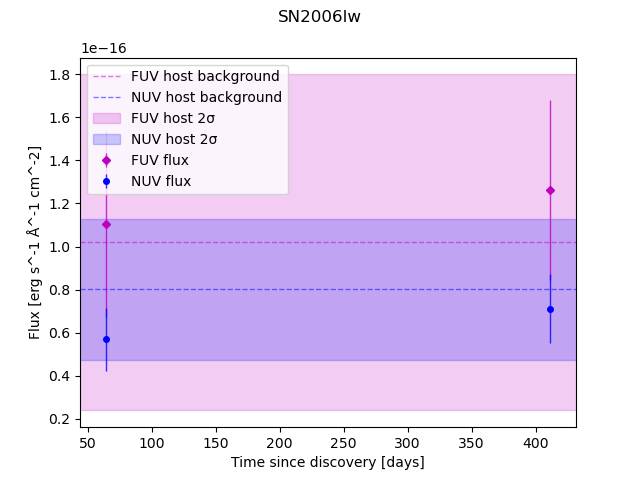 SN2006lw
1e−16
1.8
1.6
1.4
1.2
1.0
0.8
0.6
0.4
0.2
Flux [erg s^-1 Å^-1 cm^-2]
FUV host background
NUV host background
FUV host 2σ
NUV host 2σ
FUV flux
NUV flux
50 100 150 200 250 300 350 400
Time since discovery [days]